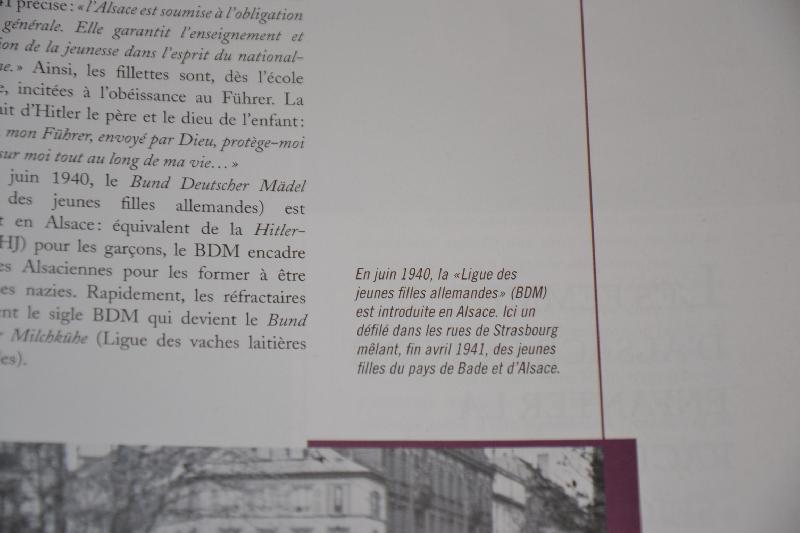 précise : « l'Alsace est soumise à l'obligation
générale. Elle garantit l'enseignement et
de la jeunesse dans l'esprit du national-
Ainsi, les fillettes sont, dès l'école
incitées à l'obéissance au Führer. La
d'Hitler le père et le dieu de l'enfant :
mon Führer, envoyé par Dieu, protège-moi
sur moi tout au long de ma vie… »
juin 1940, le Bund Deutscher Mädel
des jeunes filles allemandes) est
en Alsace : équivalent de la Hitler-
HJ) pour les garçons, le BDM encadre
Alsaciennes pour les former à être
nazies. Rapidement, les réfractaires
le sigle BDM qui devient le Bund
Milchkühe (Ligue des vaches laitières
En juin 1940, la «Ligue des
jeunes filles allemandes» (BDM)
est introduite en Alsace. Ici un
défilé dans les rues de Strasbourg
mêlant, fin avril 1941, des jeunes
filles du pays de Bade et d'Alsace.